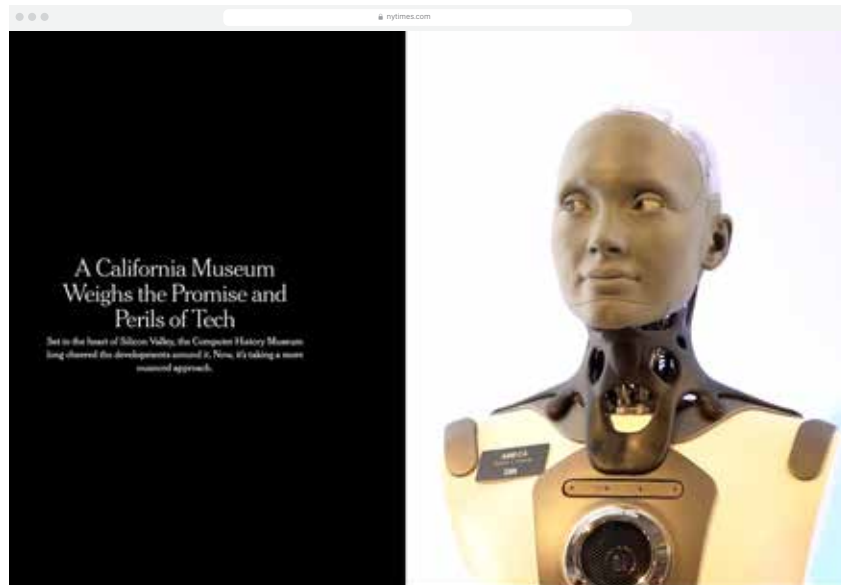 nytimes.com
A California Museum
Weighs the Promise and
Perils of Tech
Set in the heart of Silicon Valley, the Computer History Museum
long cheered the developments around it. Now, it's taking a more
nuanced approach.
AMECA